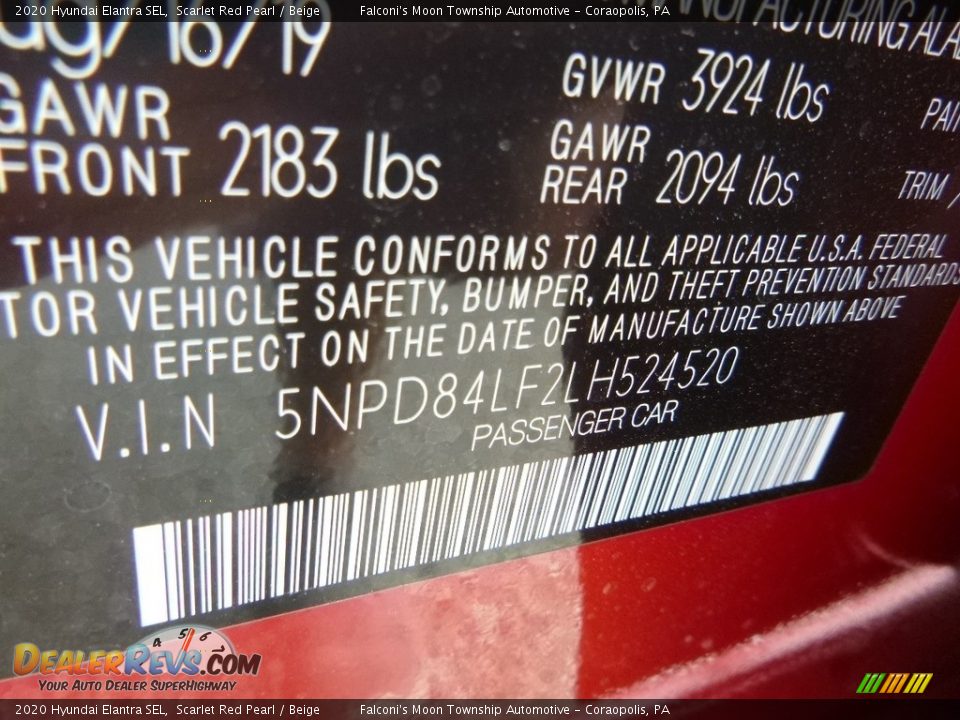 2020 Hyundai Elantra SEL, Scarlet Red Pearl / Beige Falconi's Moon Township Automotive - Coraopolis, PA
/16/19
GAWR FRONT 2183 lbs
GVWR 3924 lbs
GAWR REAR 2094 lbs
TRIM /
THIS VEHICLE CONFORMS TO ALL APPLICABLE U.S.A. FEDERAL
TOR VEHICLE SAFETY, BUMPER, AND THEFT PREVENTION STANDARDS
IN EFFECT ON THE DATE OF MANUFACTURE SHOWN ABOVE
V.I.N 5NPD84LF2LH524520
PASSENGER CAR
4 5 6
DEALERREVS.COM
YOUR AUTO DEALER SUPERHIGHWAY
2020 Hyundai Elantra SEL, Scarlet Red Pearl / Beige Falconi's Moon Township Automotive - Coraopolis, PA